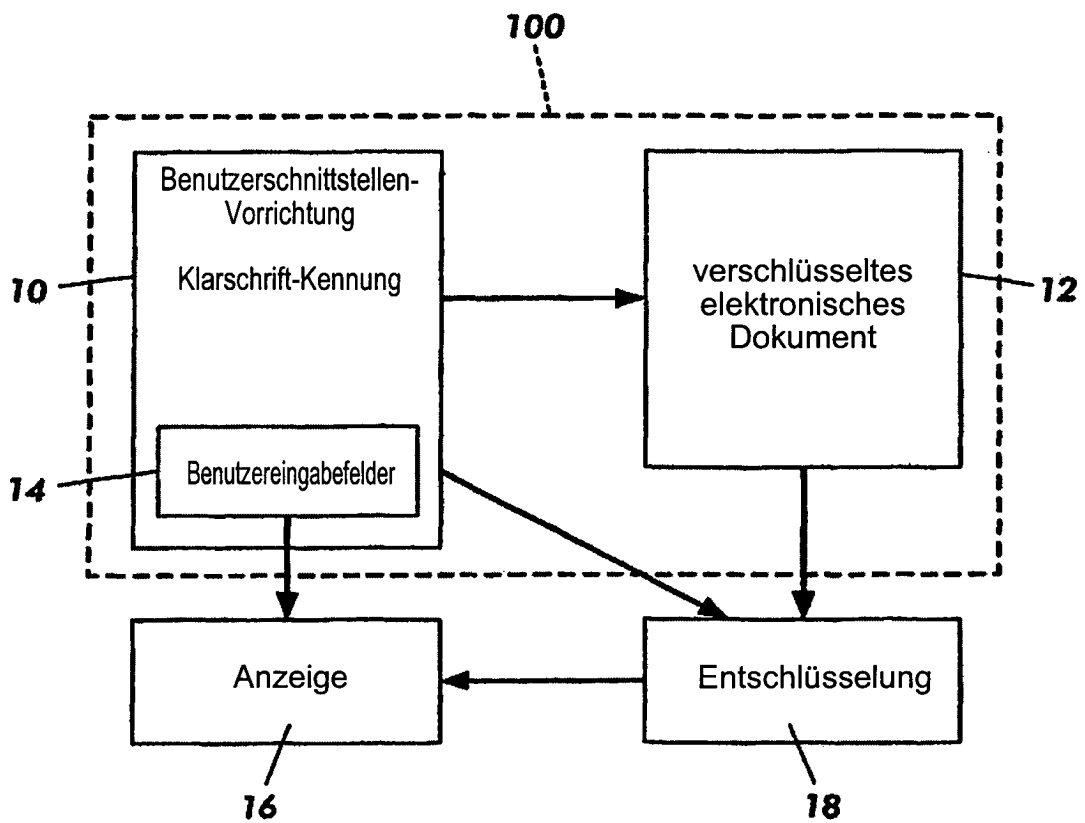 100
Benutzerschnittstellen-
Vorrichtung
Klarschrift-Kennung
10
verschlüsseltes
elektronisches
Dokument
12
Benutzereingabefelder
14
Anzeige
Entschlüsselung
16
18